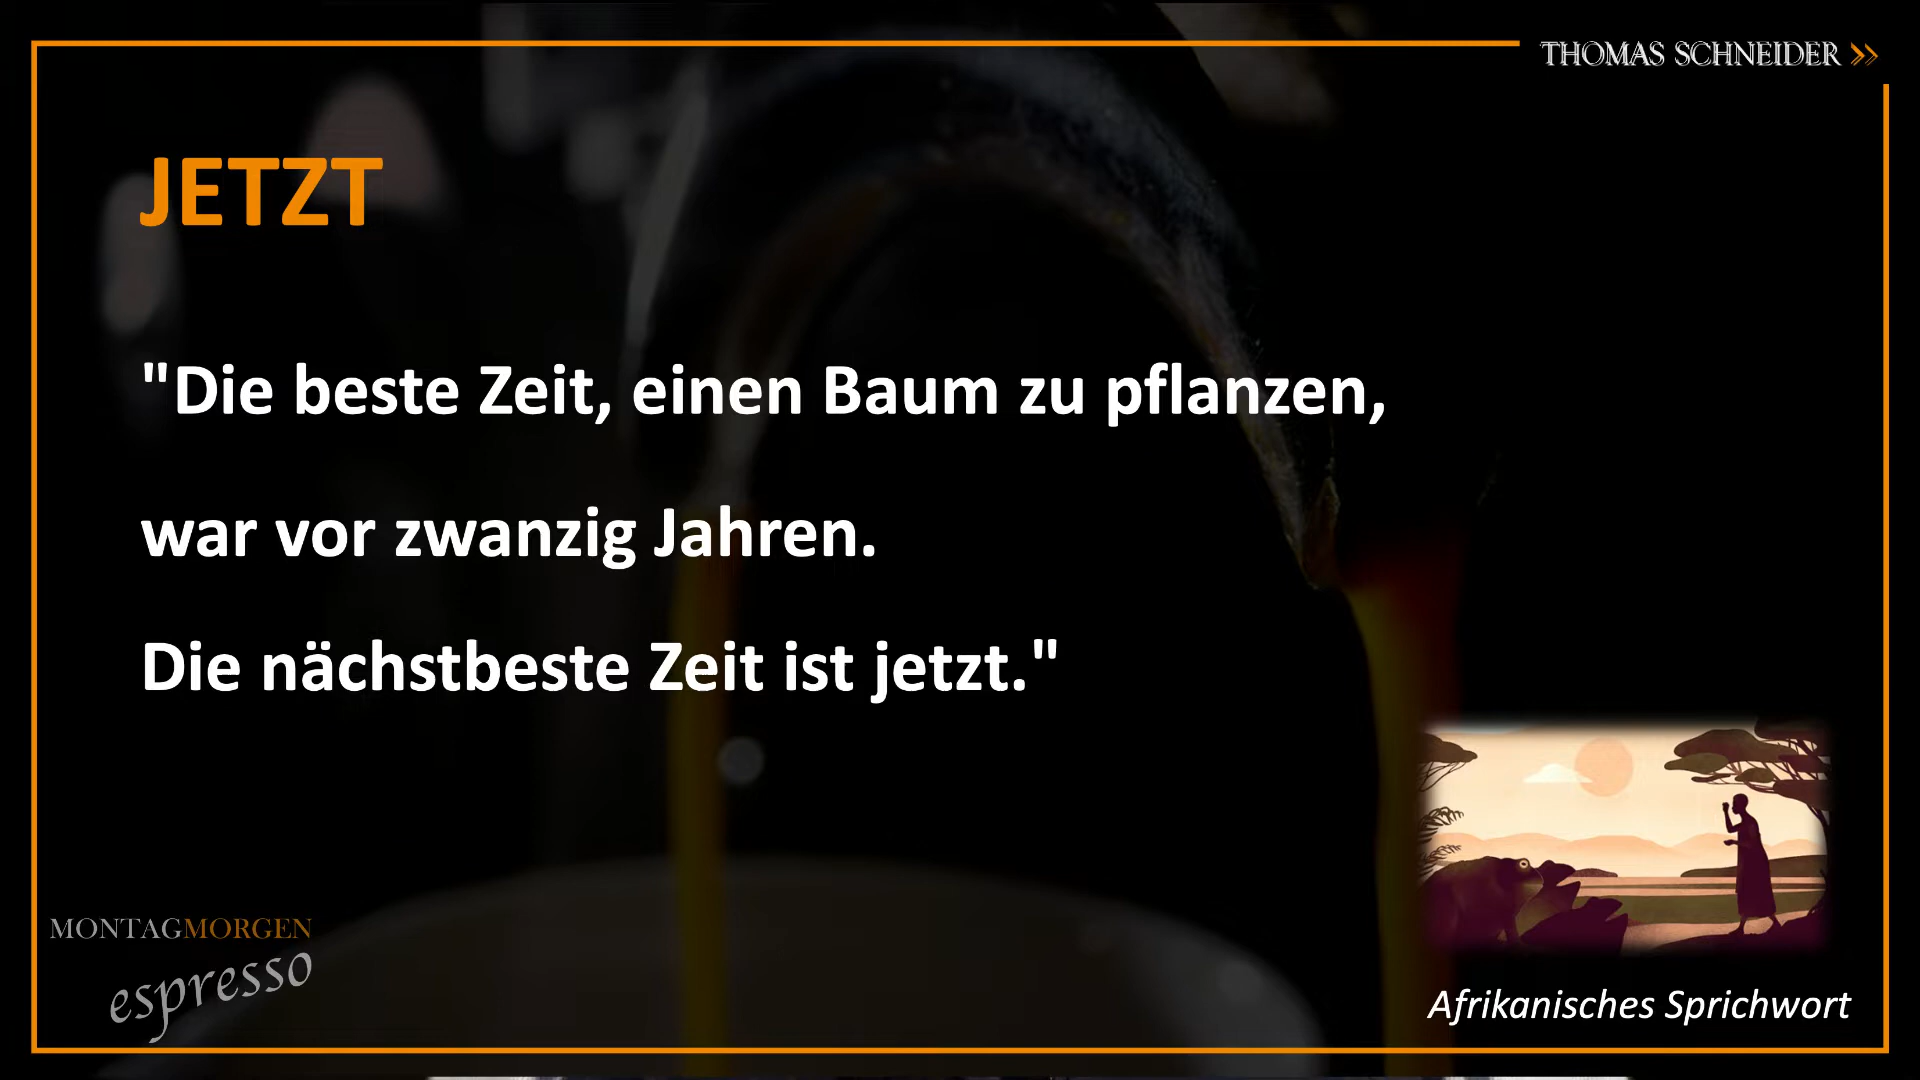 THOMAS SCHNEIDER
JETZT
"Die beste Zeit, einen Baum zu pflanzen,
war vor zwanzig Jahren.
Die nächstbeste Zeit ist jetzt."
MONTAGMORGEN
espresso
Afrikanisches Sprichwort